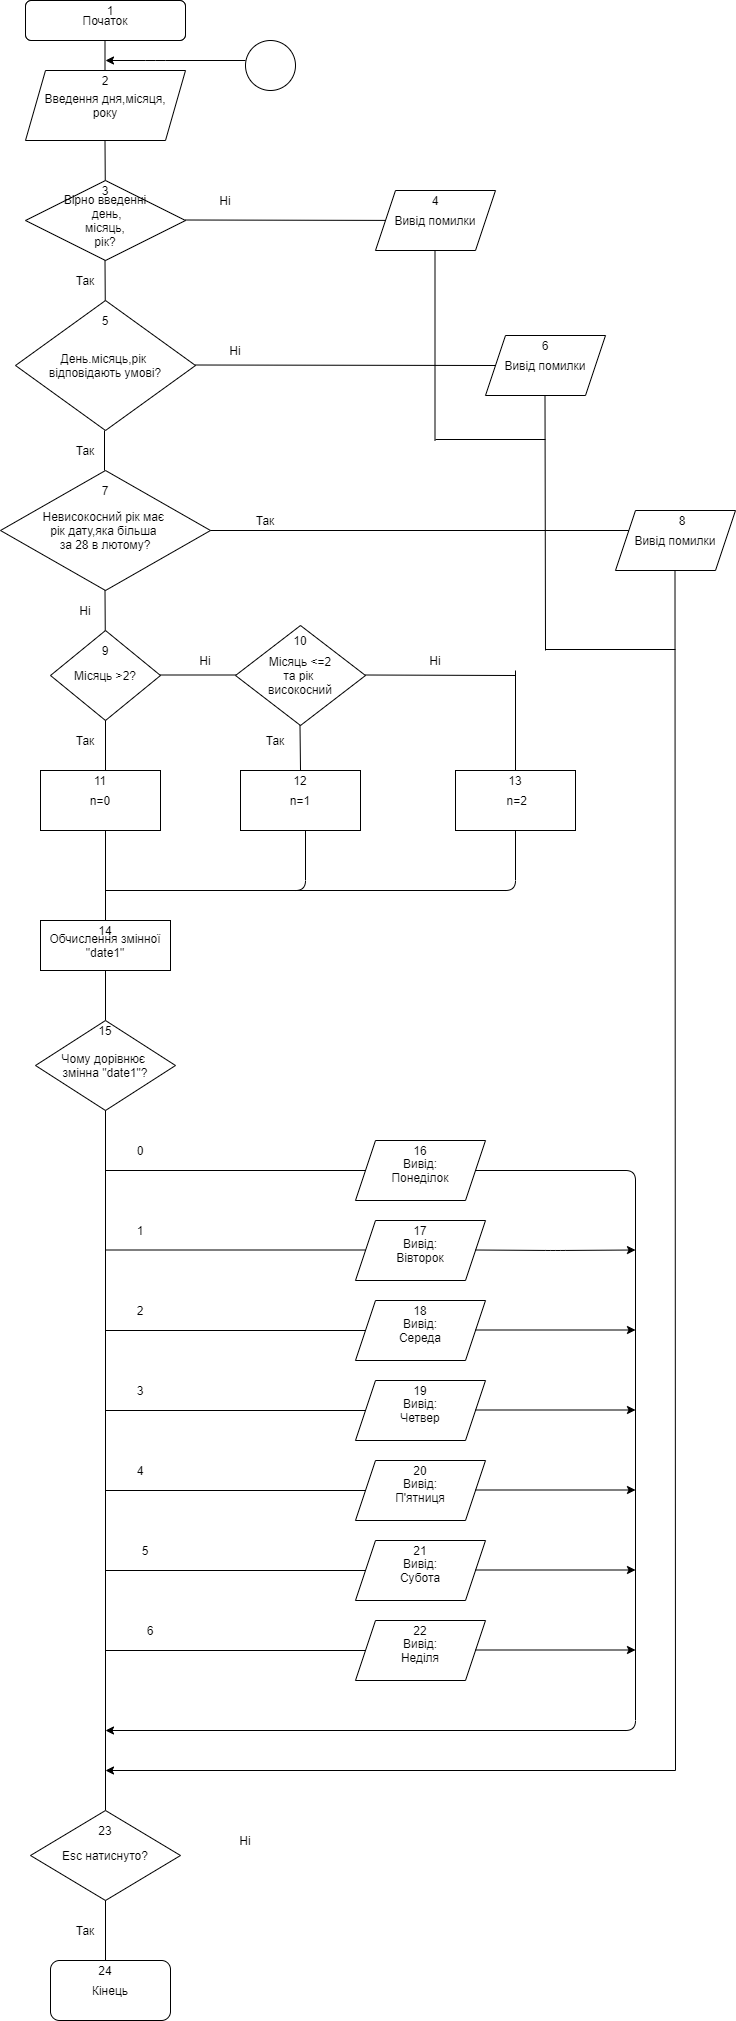 1
Початок
2
Введення дня,місяця,
року
3
Вірно введенні
день,
місяць,
рік?
Ні
4
Вивід помилки
Так
5
День.місяць,рік
відповідають умові?
Ні
6
Вивід помилки
Так
7
Невисокосний рік має
рік дату,яка більша
за 28 в лютому?
Так
8
Вивід помилки
Ні
9
Місяць >2?
Ні
10
Місяць <=2
та рік
високосний
Ні
Так
Так
11
n=0
12
n=1
13
n=2
14
Обчислення змінної
"date1"
15
Чому дорівнює
змінна "date1"?
0
16
Вивід:
Понеділок
1
17
Вивід:
Вівторок
2
18
Вивід:
Середа
3
19
Вивід:
Четвер
4
20
Вивід:
П'ятниця
5
21
Вивід:
Субота
6
22
Вивід:
Неділя
23
Esc натиснуто?
Ні
Так
24
Кінець